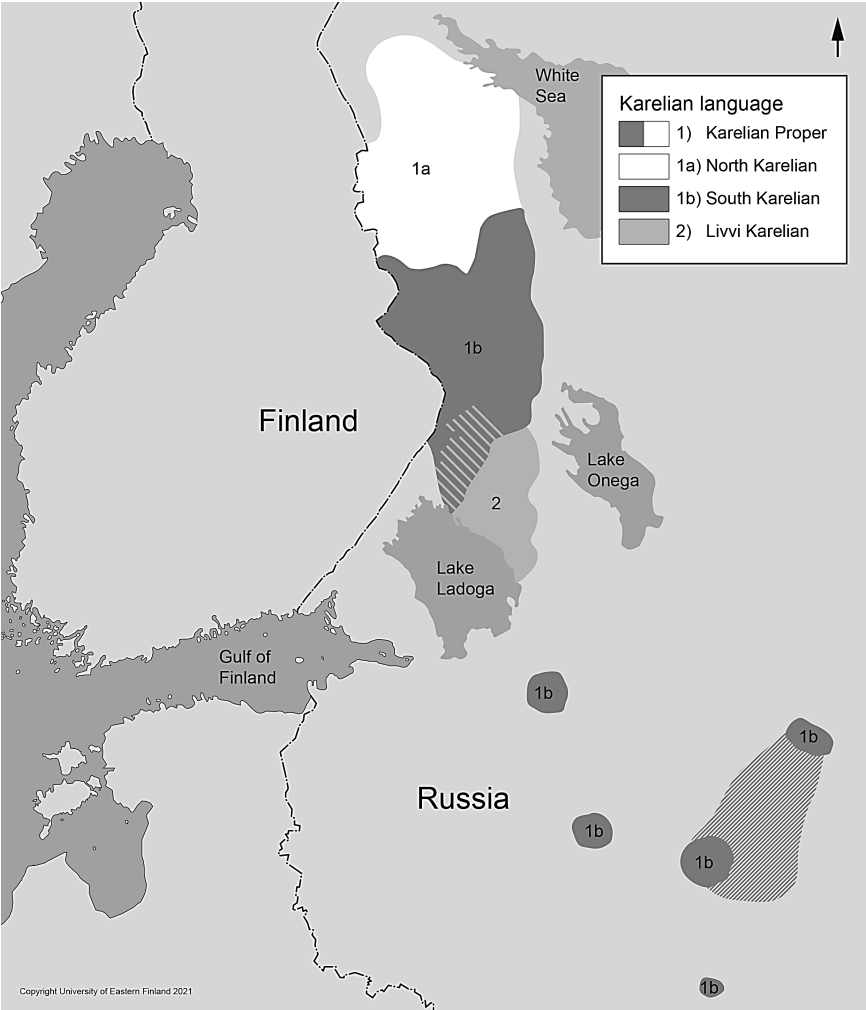 White
Sea
Karelian language
1) Karelian Proper
1a) North Karelian
1b) South Karelian
2) Livvi Karelian
1a
1b
Finland
Lake
Onega
2
Lake
Ladoga
Gulf of
Finland
1b
1b
Russia
1b
1b
1b
Copyright University of Eastern Finland 2021